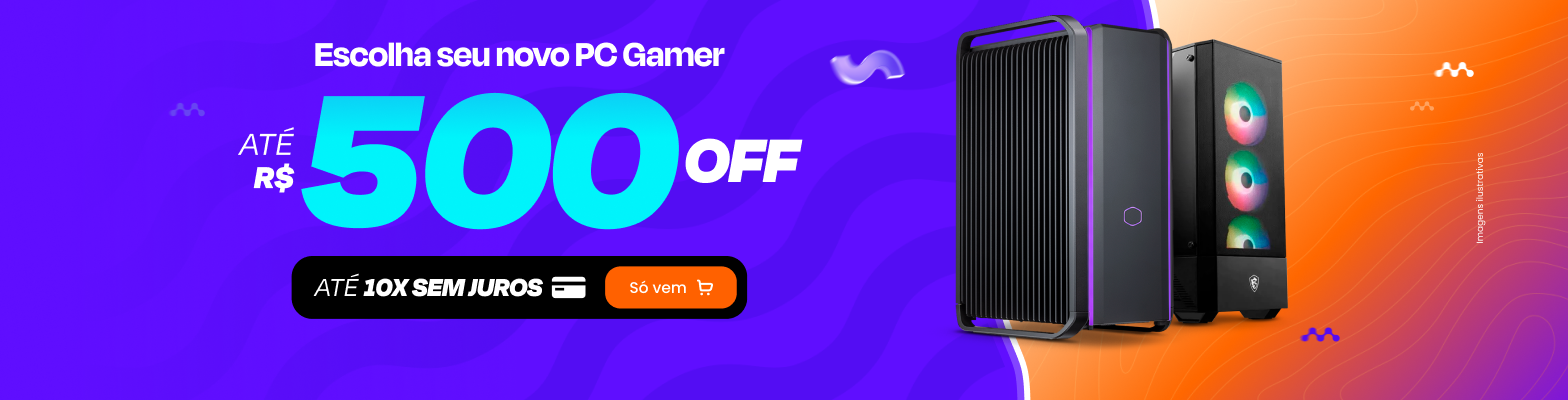 Escolha seu novo PC Gamer
ATÉ
R$
500
OFF
ATÉ 10X SEM JUROS
Só vem
Imagens ilustrativas